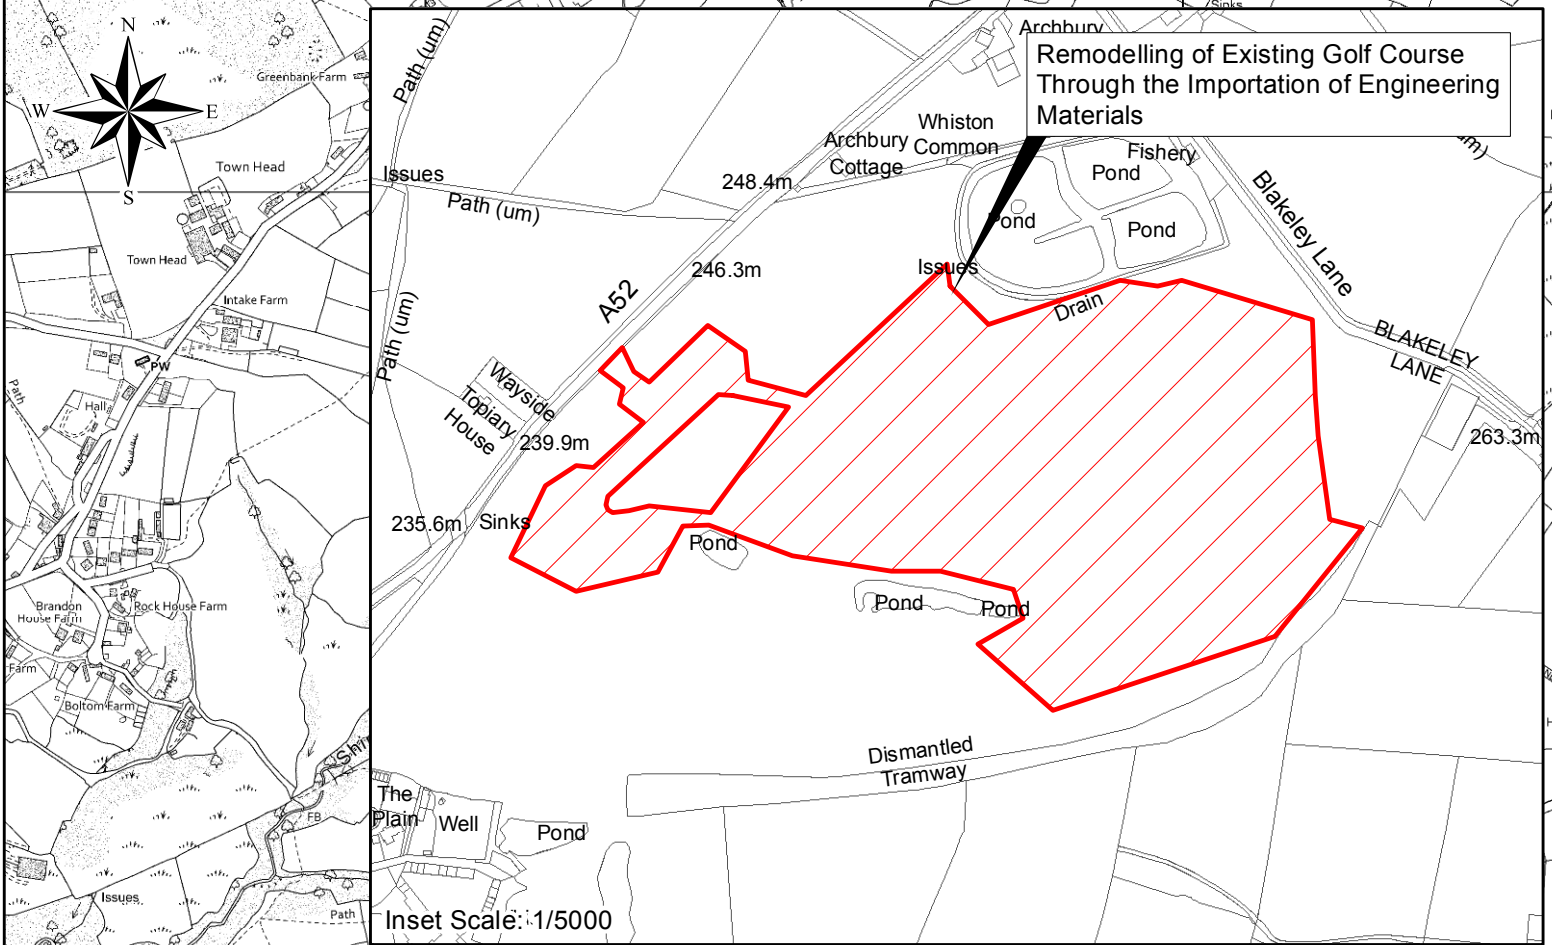 N
W
E
S
Greenbank Farm
Town Head
Town Head
Intake Farm
PW
Path
Hall
Brandon
House Farm
Rock House Farm
Farm
Boltom Farm
FB
Issues
Path
Sinks
Archbury
Remodelling of Existing Golf Course
Through the Importation of Engineering
Materials
um)
Path (um)
Issues
Path (um)
Path (um)
248.4m
246.3m
A52
Archbury
Cottage
Whiston
Common
Fishery
Pond
Pond
Pond
Issues
Drain
Blakeley Lane
BLAKELEY
LANE
263.3m
Wayside
Topiary
House
239.9m
235.6m
Sinks
Pond
Pond
Pond
Dismantled
Tramway
The
Plain
Well
Pond
Inset Scale: 1/5000